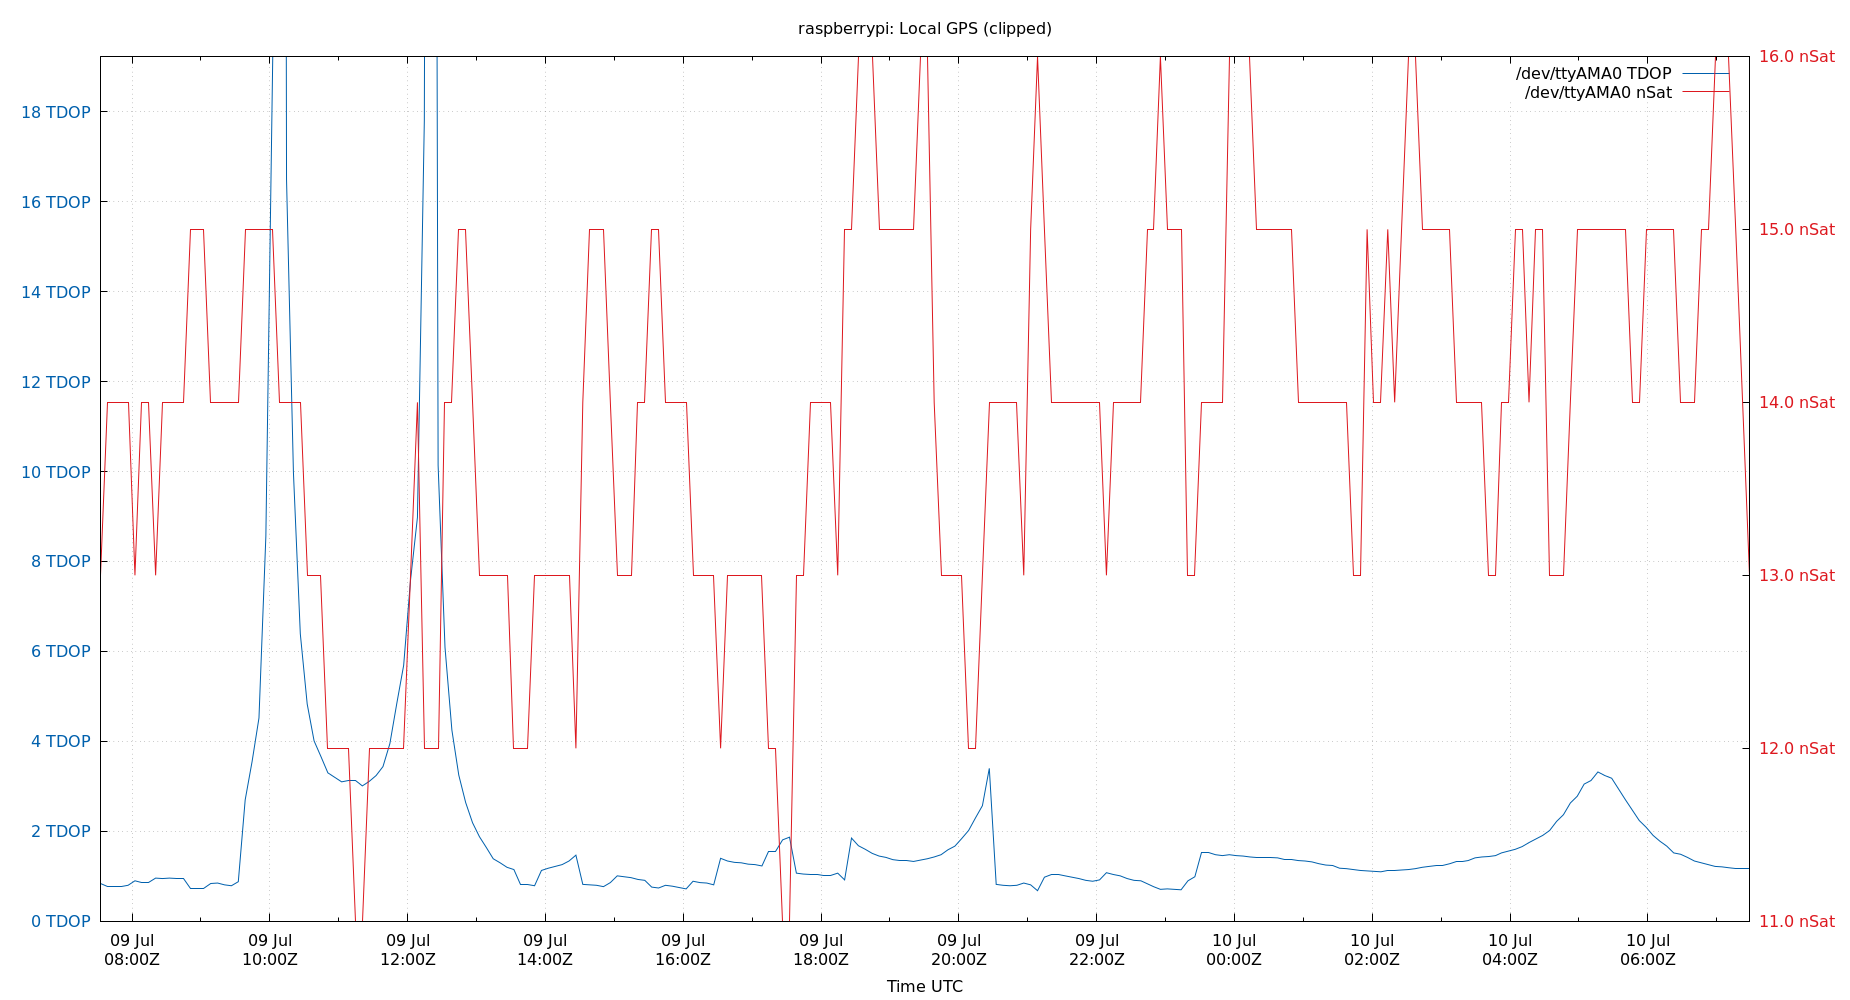 raspberrypi: Local GPS (clipped)
16.0 nSat
/dev/ttyAMA0 TDOP
/dev/ttyAMA0 nSat
18 TDOP
16 TDOP
15.0 nSat
14 TDOP
12 TDOP
14.0 nSat
10 TDOP
8 TDOP
13.0 nSat
6 TDOP
4 TDOP
12.0 nSat
2 TDOP
0 TDOP
11.0 nSat
09 Jul 09 Jul 09 Jul 09 Jul 09 Jul 09 Jul 09 Jul 09 Jul 10 Jul 10 Jul 10 Jul 10 Jul
08:00Z 10:00Z 12:00Z 14:00Z 16:00Z 18:00Z 20:00Z 22:00Z 00:00Z 02:00Z 04:00Z 06:00Z
Time UTC